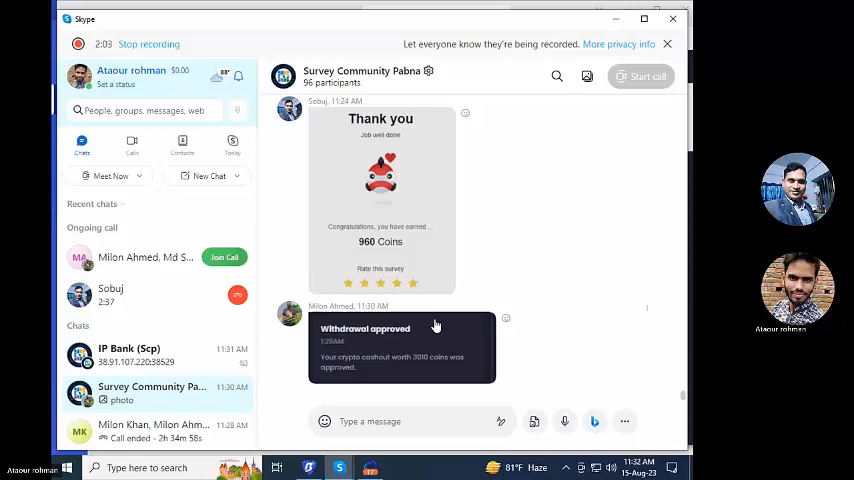 Skype
2:03 Stop recording
Let everyone know they're being recorded. More privacy info
Ataour rohman $0.00
Set a status
88°
People, groups, messages, web
Chats
Calls
Contacts
Today
Meet Now
New Chat
Recent chats
Ongoing call
MA
Milon Ahmed, Md S...
Join Call
Sobuj
2:37
Chats
IP Bank (Scp)
11:31 AM
38.91.107.220:38529
Survey Community Pa...
11:30 AM
photo
MK
Milon Khan, Milon Ahm...
11:28 AM
Call ended - 2h 34m 58s
Survey Community Pabna
96 participants
Start call
Sobuj, 11:24 AM
Thank you
Job well done
Congratulations, you have earned ...
960 Coins
Rate this survey
Milon Ahmed, 11:30 AM
Withdrawal approved
1:29AM
Your crypto cashout worth 3010 coins was
approved.
Type a message
Ataour rohman
Ataour rohman
Type here to search
17
81°F Haze
11:32 AM
15-Aug-23